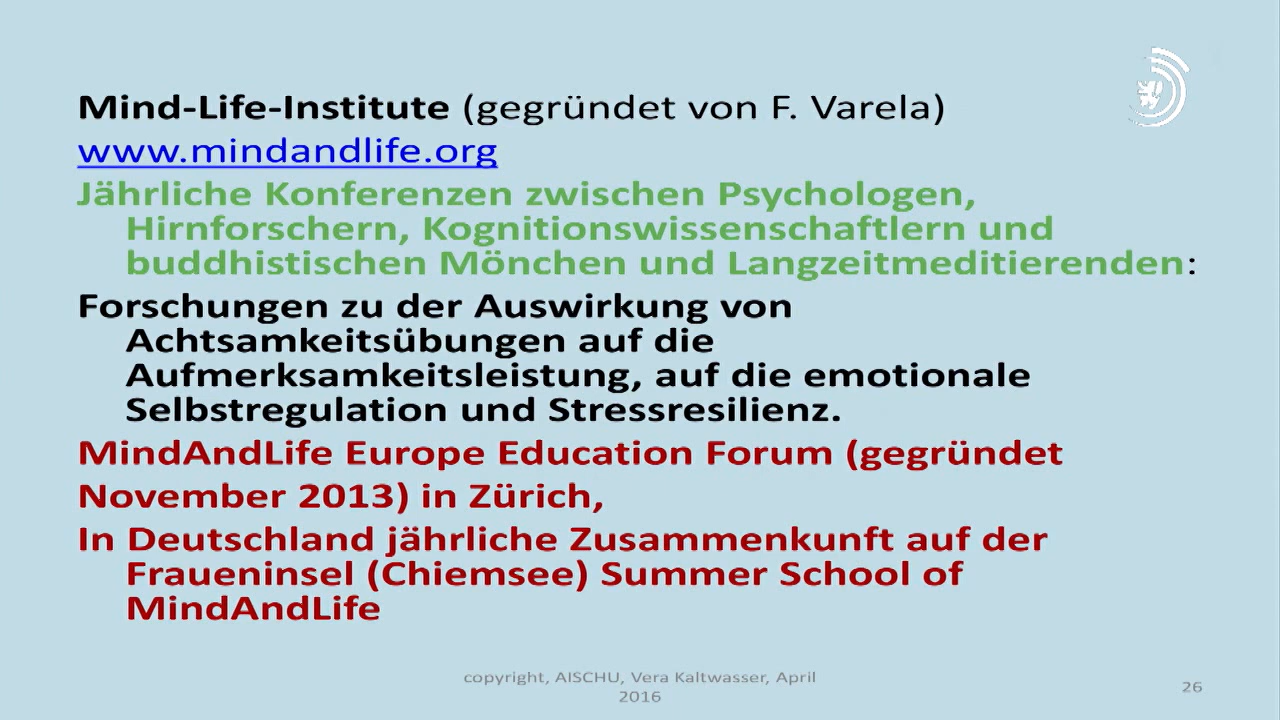 Mind-Life-Institute (gegründet von F. Varela)
www.mindandlife.org
Jährliche Konferenzen zwischen Psychologen,
Hirnforschern, Kognitionswissenschaftlern und
buddhistischen Mönchen und Langzeitmeditierenden:
Forschungen zu der Auswirkung von
Achtsamkeitsübungen auf die
Aufmerksamkeitsleistung, auf die emotionale
Selbstregulation und Stressresilienz.
MindAndLife Europe Education Forum (gegründet
November 2013) in Zürich,
In Deutschland jährliche Zusammenkunft auf der
Fraueninsel (Chiemsee) Summer School of
MindAndLife
copyright, AISCHU, Vera Kaltwasser, April
2016
26